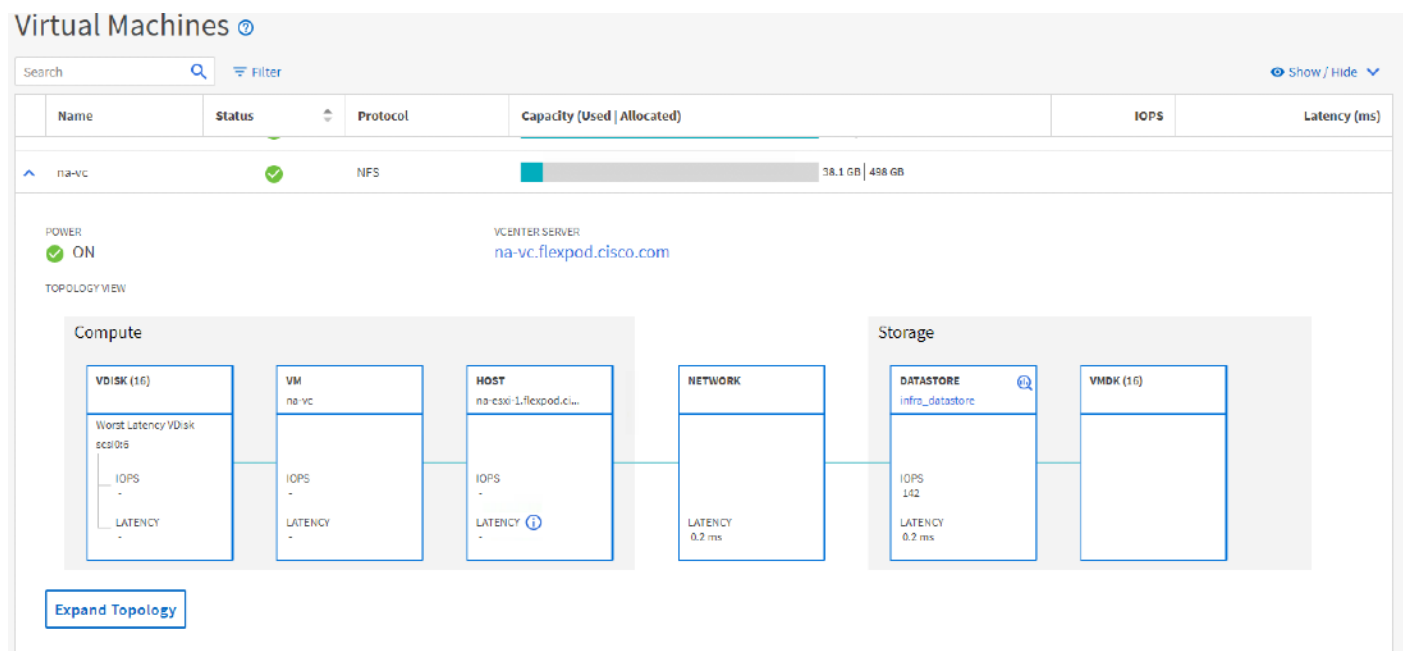 Virtual Machines
Search Filter Show / Hide
Name Status Protocol Capacity (Used | Allocated) IOPS Latency (ms)
na-vc NFS 38.1 GB | 498 GB
POWER VCENTER SERVER
ON na-vc.flexpod.cisco.com
TOPOLOGY VIEW
Compute Storage
VDISK (16) VM HOST NETWORK DATASTORE VMDK (16)
na-vc na-esxi-1.flexpod.ci... infra_datastore
Worst Latency VDisk
scsi0:6
IOPS IOPS IOPS IOPS
- - - 142
LATENCY LATENCY LATENCY LATENCY LATENCY
- - - 0.2 ms 0.2 ms
Expand Topology